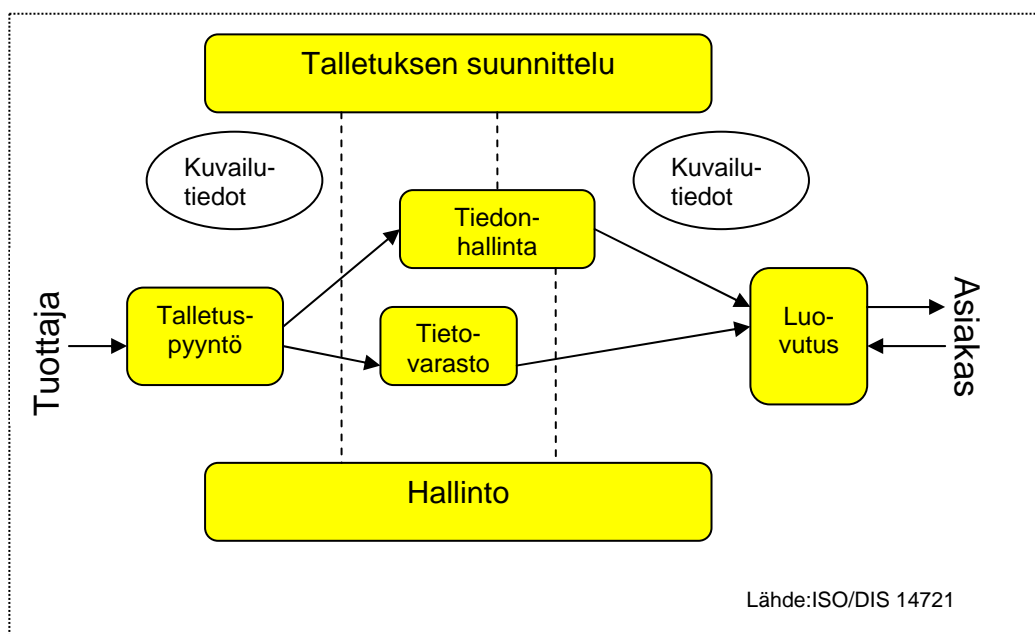 Talletuksen suunnittelu
Kuvailu-
tiedot
Kuvailu-
tiedot
Tiedon-
hallinta
Tuottaja
Talletus-
pyyntö
Tieto-
varasto
Luo-
vutus
Asiakas
Hallinto
Lähde:ISO/DIS 14721